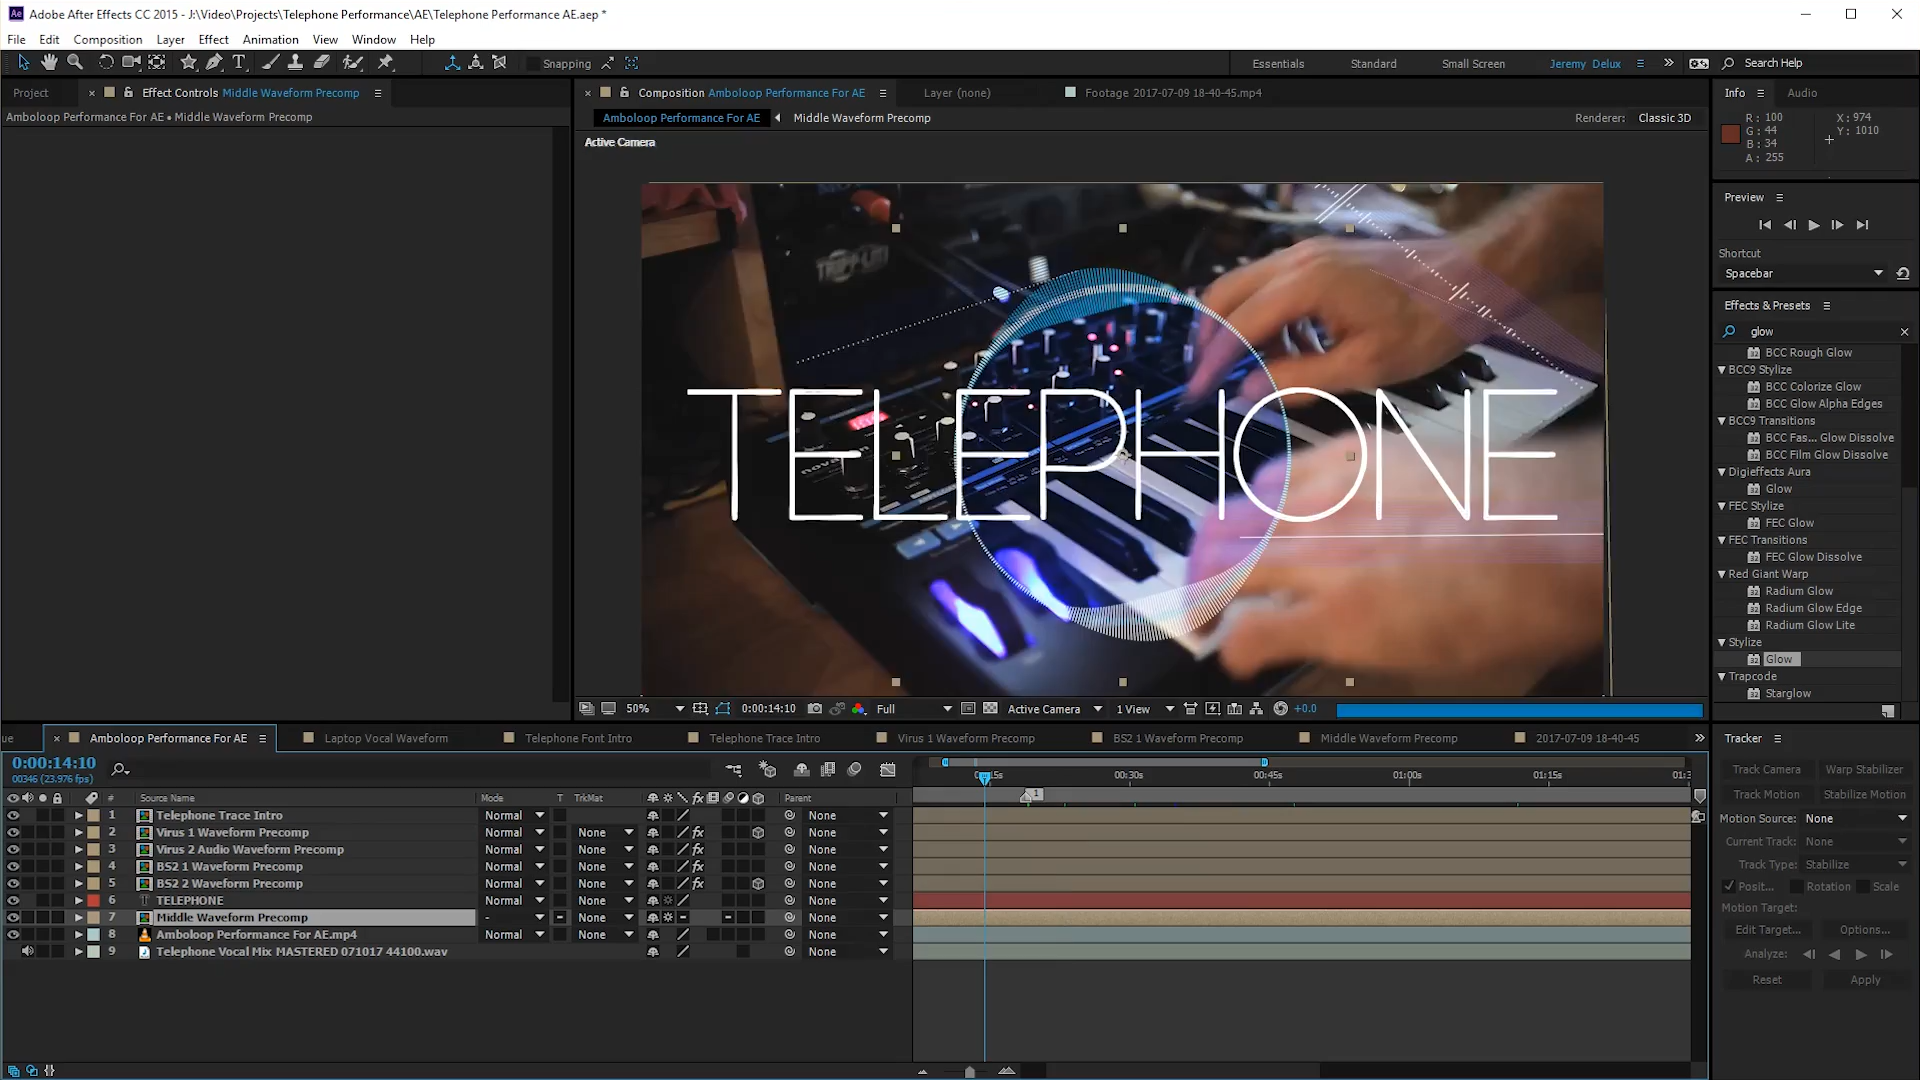 Adobe After Effects CC 2015 - J:\Video\Projects\Telephone Performance\AE\Telephone Performance AE.aep *
File Edit Composition Layer Effect Animation View Window Help
Snapping Essentials Standard Small Screen Jeremy Delux Search Help
Project Effect Controls Middle Waveform Precomp Composition Amboloop Performance For AE Layer (none) Footage 2017-07-09 18-40-45.mp4 Info Audio
Amboloop Performance For AE • Middle Waveform Precomp Amboloop Performance For AE Middle Waveform Precomp Renderer: Classic 3D
R: 100 X: 974
G: 44 Y: 1010
B: 34
A: 255
Active Camera
Preview
Shortcut
Spacebar
Effects & Presets
glow
BCC Rough Glow
BCC9 Stylize
BCC Colorize Glow
BCC Glow Alpha Edges
BCC9 Transitions
BCC Fas... Glow Dissolve
BCC Film Glow Dissolve
Digieffects Aura
Glow
FEC Stylize
FEC Glow
FEC Transitions
FEC Glow Dissolve
Red Giant Warp
Radium Glow
Radium Glow Edge
Radium Glow Lite
Stylize
Glow
Trapcode
Starglow
TRIPP-LITE
TELEPHONE
50% 0:00:14:10 Full Active Camera 1 View +0.0
ue Amboloop Performance For AE Laptop Vocal Waveform Telephone Font Intro Telephone Trace Intro Virus 1 Waveform Precomp BS2 1 Waveform Precomp Middle Waveform Precomp 2017-07-09 18-40-45
0:00:14:10
00346 (23.976 fps)
00:30s 00:45s 01:00s 01:15s
1
# Source Name Mode T TrkMat fx Parent
1 Telephone Trace Intro Normal None
2 Virus 1 Waveform Precomp Normal None fx None
3 Virus 2 Audio Waveform Precomp Normal None fx None
4 BS2 1 Waveform Precomp Normal None fx None
5 BS2 2 Waveform Precomp Normal None fx None
6 T TELEPHONE Normal None None
7 Middle Waveform Precomp - None None
8 Amboloop Performance For AE.mp4 Normal None None
9 Telephone Vocal Mix MASTERED 071017 44100.wav None
Tracker
Track Camera Warp Stabilizer
Track Motion Stabilize Motion
Motion Source: None
Current Track: None
Track Type: Stabilize
Posit... Rotation Scale
Motion Target:
Edit Target... Options...
Analyze:
Reset Apply